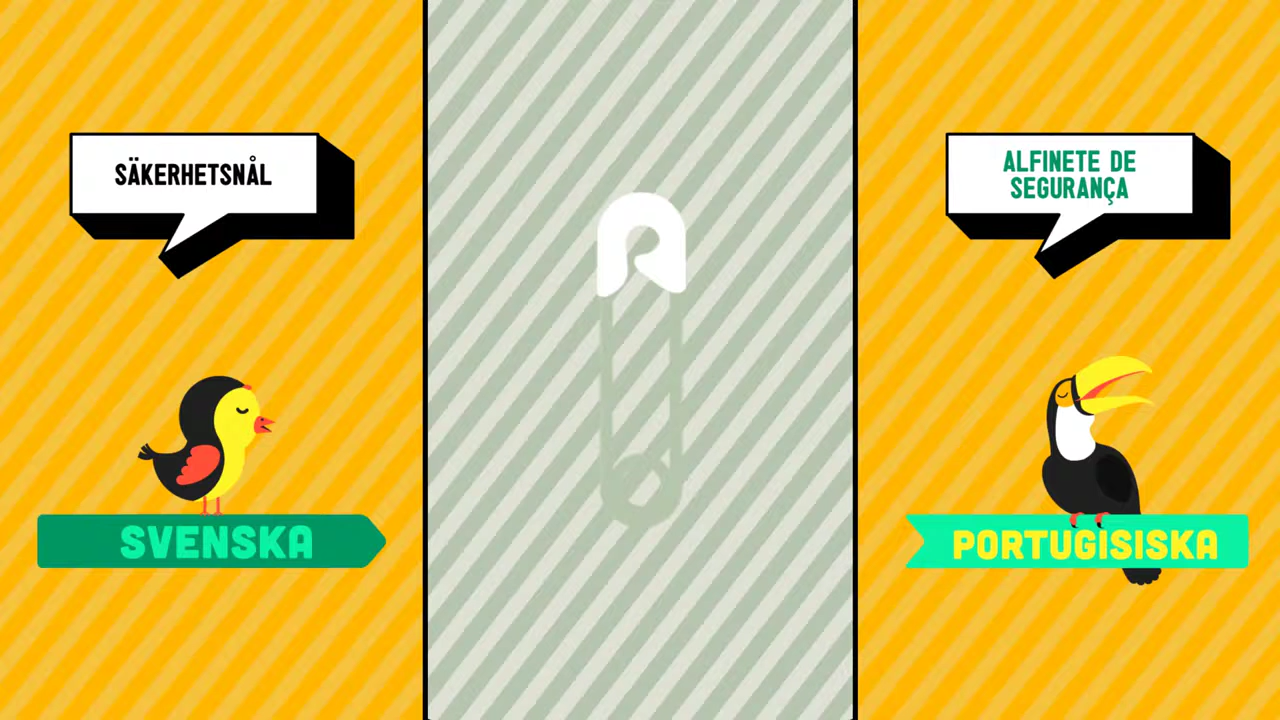 SÄKERHETSNÅL
SVENSKA
ALFINETE DE
SEGURANÇA
PORTUGISISKA